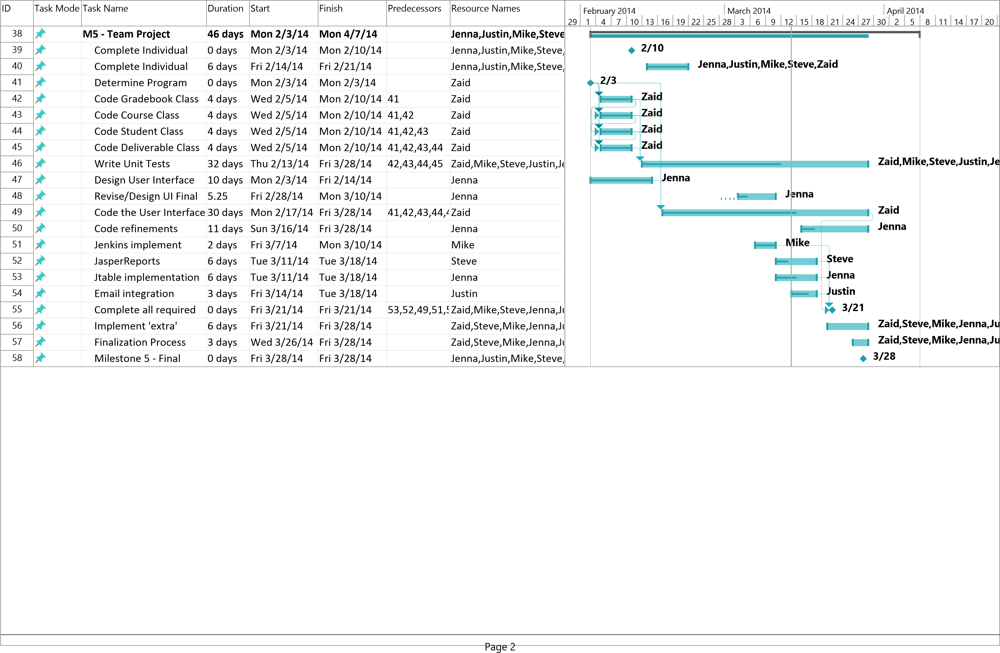 ID Task Mode Task Name Duration Start Finish Predecessors Resource Names
February 2014 March 2014 April 2014
29 1 4 7 10 13 16 19 22 25 28 3 6 9 12 15 18 21 24 27 30 2 5 8 11 14 17 20
38 M5 - Team Project 46 days Mon 2/3/14 Mon 4/7/14 Jenna,Justin,Mike,Steve
39 Complete Individual 0 days Mon 2/3/14 Mon 2/10/14 Jenna,Justin,Mike,Steve, 2/10
40 Complete Individual 6 days Fri 2/14/14 Fri 2/21/14 Jenna,Justin,Mike,Steve, Jenna,Justin,Mike,Steve,Zaid
41 Determine Program 0 days Mon 2/3/14 Mon 2/3/14 Zaid 2/3
42 Code Gradebook Class 4 days Wed 2/5/14 Mon 2/10/14 41 Zaid Zaid
43 Code Course Class 4 days Wed 2/5/14 Mon 2/10/14 41,42 Zaid Zaid
44 Code Student Class 4 days Wed 2/5/14 Mon 2/10/14 41,42,43 Zaid Zaid
45 Code Deliverable Class 4 days Wed 2/5/14 Mon 2/10/14 41,42,43,44 Zaid Zaid
46 Write Unit Tests 32 days Thu 2/13/14 Fri 3/28/14 42,43,44,45 Zaid,Mike,Steve,Justin,Je Zaid,Mike,Steve,Justin,Je
47 Design User Interface 10 days Mon 2/3/14 Fri 2/14/14 Jenna Jenna
48 Revise/Design UI Final 5.25 Fri 2/28/14 Mon 3/10/14 Jenna Jenna
49 Code the User Interface 30 days Mon 2/17/14 Fri 3/28/14 41,42,43,44,4 Zaid Zaid
50 Code refinements 11 days Sun 3/16/14 Fri 3/28/14 Jenna Jenna
51 Jenkins implement 2 days Fri 3/7/14 Mon 3/10/14 Mike Mike
52 JasperReports 6 days Tue 3/11/14 Tue 3/18/14 Steve Steve
53 Jtable implementation 6 days Tue 3/11/14 Tue 3/18/14 Jenna Jenna
54 Email integration 3 days Fri 3/14/14 Tue 3/18/14 Justin Justin
55 Complete all required 0 days Fri 3/21/14 Fri 3/21/14 53,52,49,51,5 Zaid,Mike,Steve,Jenna,Ju 3/21
56 Implement 'extra' 6 days Fri 3/21/14 Fri 3/28/14 Zaid,Steve,Mike,Jenna,Ju Zaid,Steve,Mike,Jenna,Ju
57 Finalization Process 3 days Wed 3/26/14 Fri 3/28/14 Zaid,Steve,Mike,Jenna,Ju Zaid,Steve,Mike,Jenna,Ju
58 Milestone 5 - Final 0 days Fri 3/28/14 Fri 3/28/14 Jenna,Justin,Mike,Steve, 3/28
Page 2